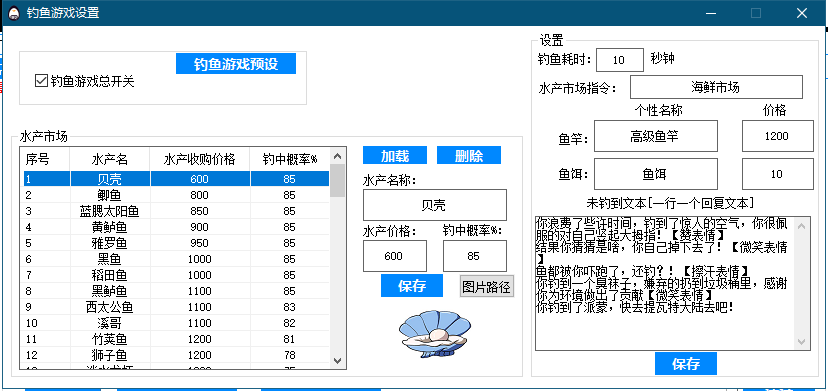 钓鱼游戏设置
钓鱼游戏预设
钓鱼游戏总开关
水产市场
序号 水产名 水产收购价格 钓中概率%
1 贝壳 600 85
2 鲫鱼 800 85
3 蓝腮太阳鱼 850 85
4 黄鲈鱼 900 85
5 雅罗鱼 950 85
6 黑鱼 1000 85
7 稻田鱼 1000 85
8 黑鲈鱼 1100 85
9 西太公鱼 1100 83
10 溪哥 1100 82
11 竹荚鱼 1200 81
12 狮子鱼 1200 78
加载 删除
水产名称:
贝壳
水产价格: 钓中概率%:
600 85
保存 图片路径
设置
钓鱼耗时: 10 秒钟
水产市场指令: 海鲜市场
个性名称 价格
鱼竿: 高级鱼竿 1200
鱼饵: 鱼饵 10
未钓到文本[一行一个回复文本]
你浪费了些许时间，钓到了惊人的空气，你很佩
服的对自己竖起大拇指！【赞表情】
结果你猜猜是啥，你自己掉下去了！【微笑表情
】
鱼都被你吓跑了，还钓？！【擦汗表情】
你钓到一个臭袜子，嫌弃的扔到垃圾桶里，感谢
你为环境做出了贡献【微笑表情】
你钓到了派蒙，快去提瓦特大陆去吧！
保存